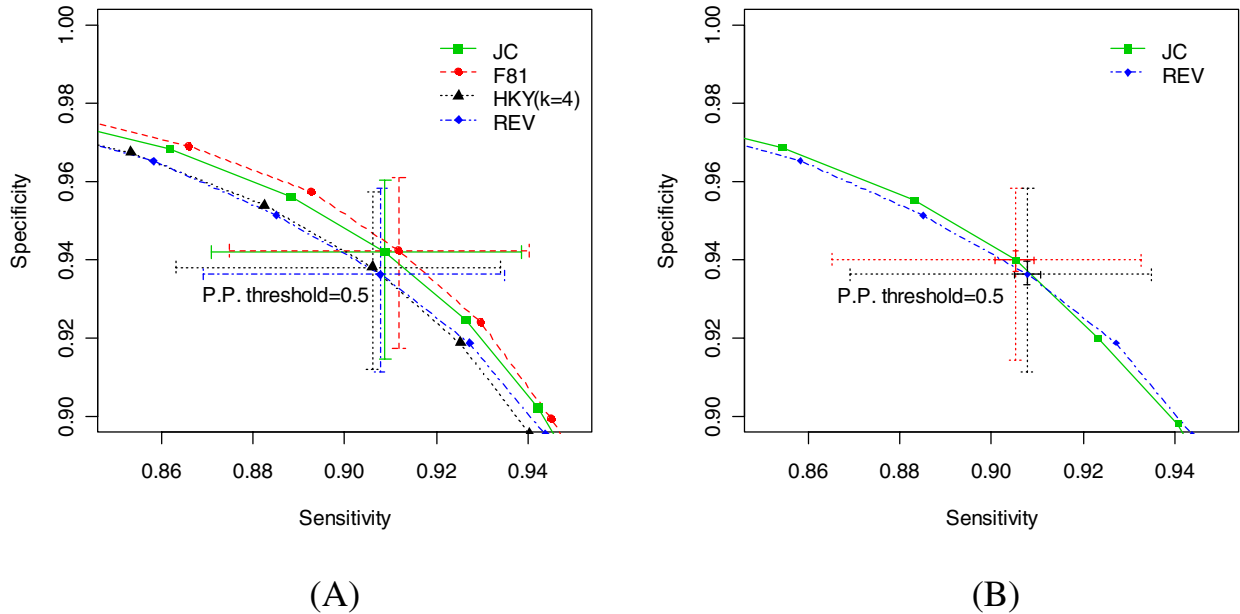 1.00
0.98
0.96
0.94
0.92
0.90
Specificity
JC
F81
HKY(k=4)
REV
P.P. threshold=0.5
0.86
0.88
0.90
0.92
0.94
Sensitivity
(A)
1.00
0.98
0.96
0.94
0.92
0.90
Specificity
JC
REV
P.P. threshold=0.5
0.86
0.88
0.90
0.92
0.94
Sensitivity
(B)